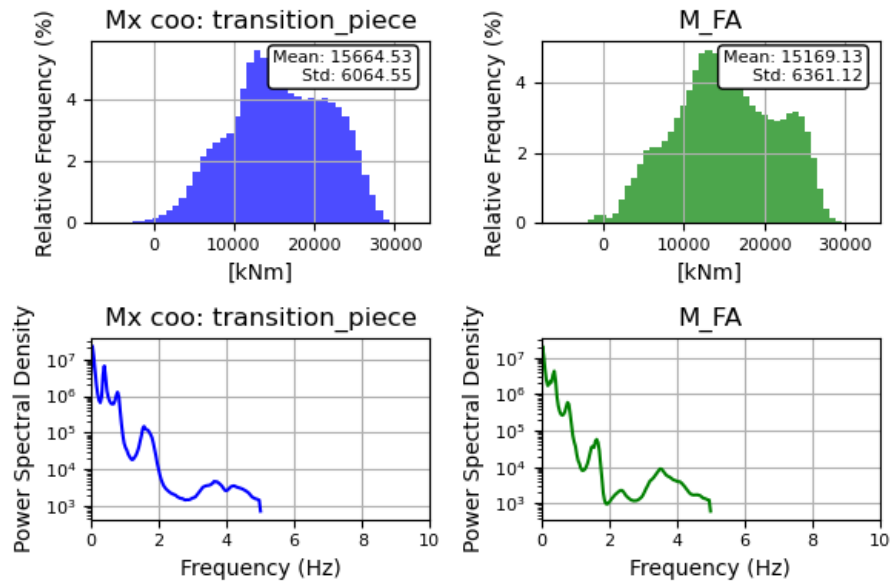 Mx coo: transition_piece
M_FA
Relative Frequency (%)
4
2
0
Mean: 15664.53
Std: 6064.55
0 10000 20000 30000
[kNm]
Relative Frequency (%)
4
2
0
Mean: 15169.13
Std: 6361.12
0 10000 20000 30000
[kNm]
Mx coo: transition_piece
M_FA
Power Spectral Density
10⁷
10⁶
10⁵
10⁴
10³
0 2 4 6 8 10
Frequency (Hz)
Power Spectral Density
10⁷
10⁶
10⁵
10⁴
10³
0 2 4 6 8 10
Frequency (Hz)